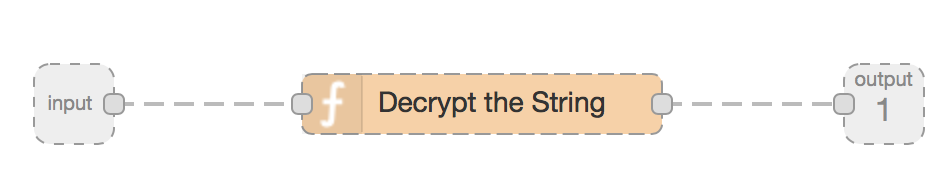 input
Decrypt the String
output
1